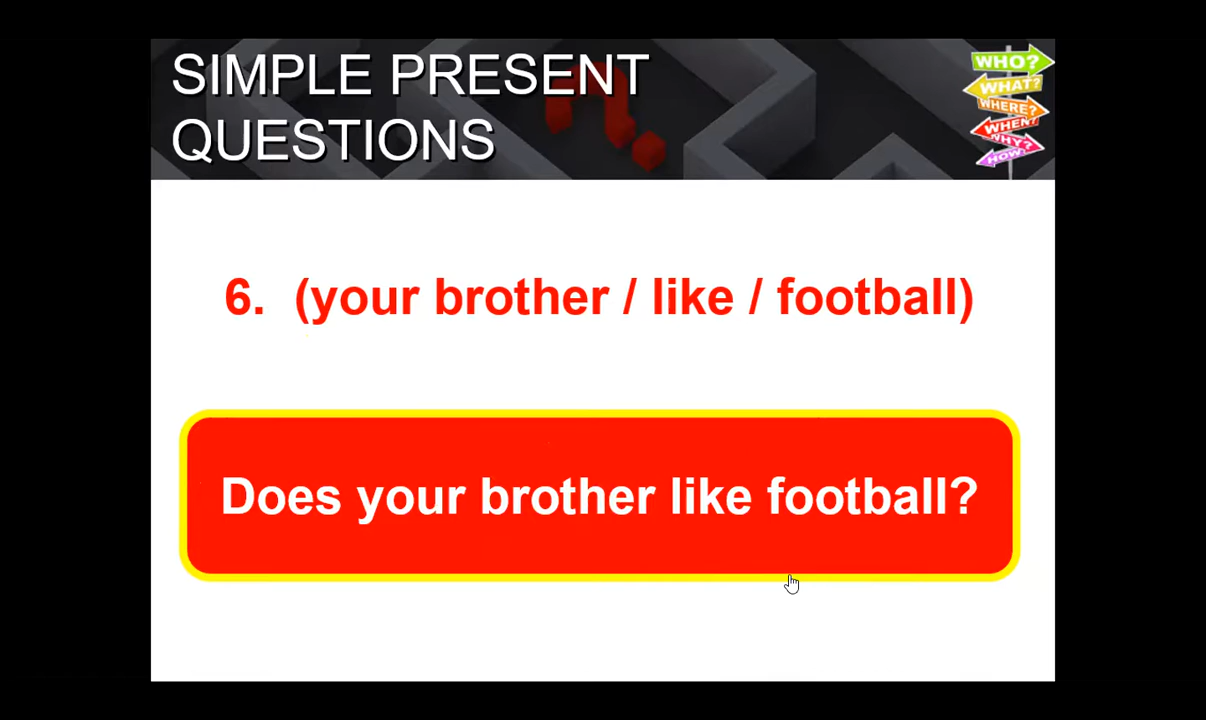 SIMPLE PRESENT
QUESTIONS
WHO?
WHAT?
WHERE?
WHEN?
WHY?
HOW?
6. (your brother / like / football)
Does your brother like football?